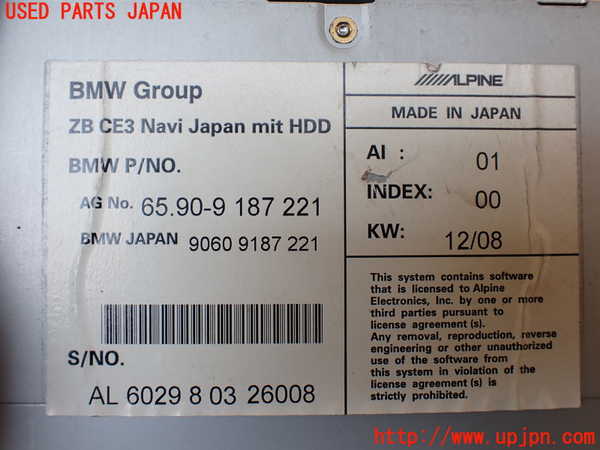 USED PARTS JAPAN
BMW Group
ZB CE3 Navi Japan mit HDD
BMW P/NO.
AG No. 65.90-9 187 221
BMW JAPAN 9060 9187 221
S/NO.
AL 6029 8 03 26008
ALPINE
MADE IN JAPAN
AI : 01
INDEX: 00
KW: 12/08
This system contains software
that is licensed to Alpine
Electronics, Inc. by one or more
third parties pursuant to
license agreement (s).
Any removal, reproduction, reverse
engineering or other unauthorized
use of the software from
this system in violation of the
license agreement (s) is
strictly prohibited.
http://www.upjpn.com/